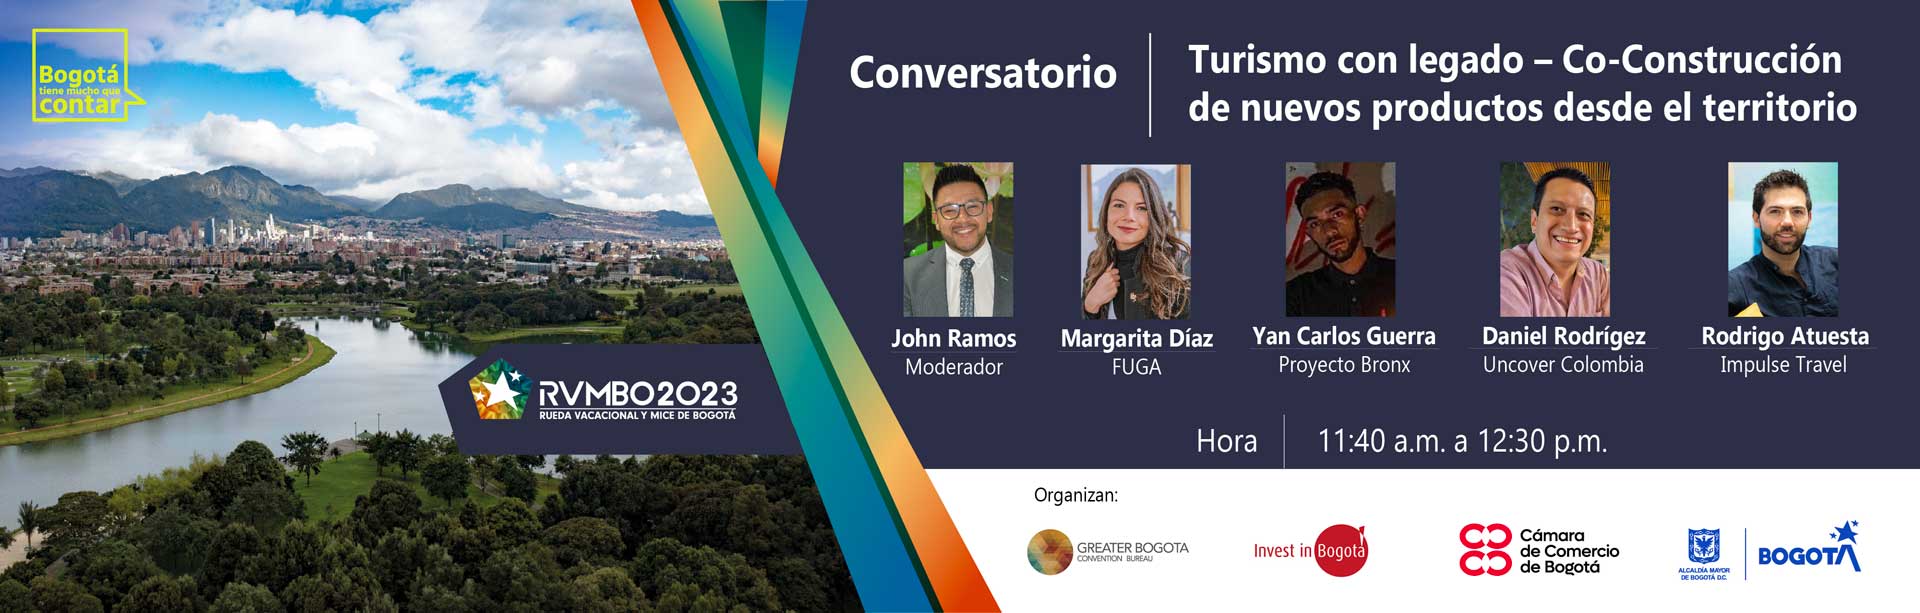 Bogotá
tiene mucho que
contar
RVMBO2023
RUEDA VACACIONAL Y MICE DE BOGOTÁ
Conversatorio
Turismo con legado – Co-Construcción
de nuevos productos desde el territorio
John Ramos
Moderador
Margarita Díaz
FUGA
Yan Carlos Guerra
Proyecto Bronx
Daniel Rodrígez
Uncover Colombia
Rodrigo Atuesta
Impulse Travel
Hora
11:40 a.m. a 12:30 p.m.
Organizan:
GREATER BOGOTA
CONVENTION BUREAU
Invest in Bogota
Cámara
de Comercio
de Bogotá
ALCALDÍA MAYOR
DE BOGOTÁ D.C.
BOGOTÁ